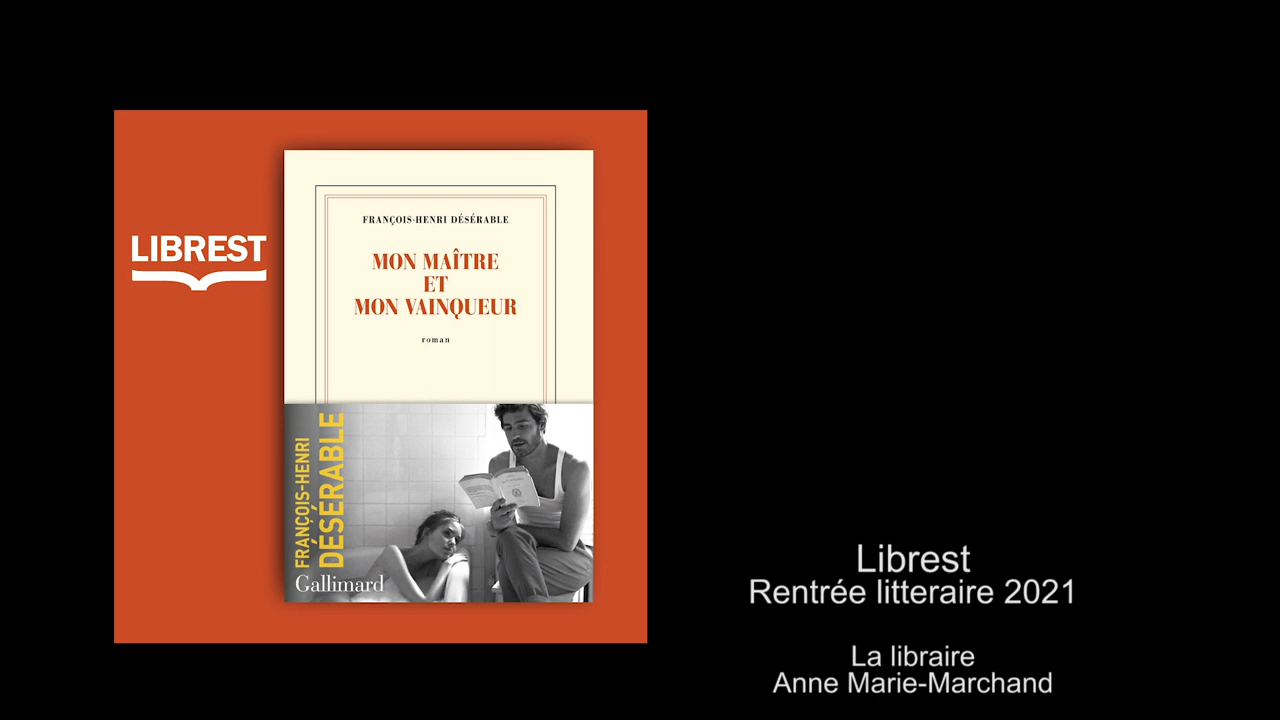 LIBREST
FRANÇOIS-HENRI DÉSÉRABLE
MON MAÎTRE
ET
MON VAINQUEUR
roman
FRANÇOIS-HENRI
DÉSÉRABLE
Gallimard
Librest
Rentrée litteraire 2021
La libraire
Anne Marie-Marchand